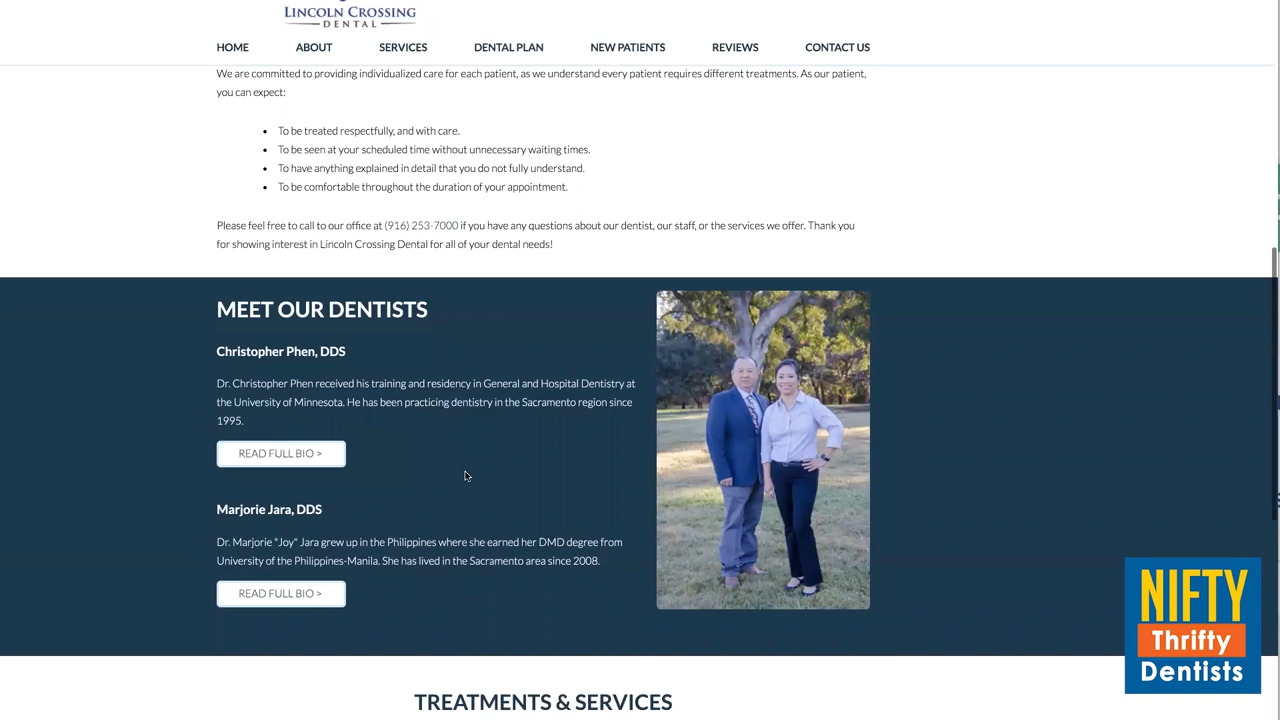 LINCOLN CROSSING
DENTAL
HOME ABOUT SERVICES DENTAL PLAN NEW PATIENTS REVIEWS CONTACT US
We are committed to providing individualized care for each patient, as we understand every patient requires different treatments. As our patient,
you can expect:
• To be treated respectfully, and with care.
• To be seen at your scheduled time without unnecessary waiting times.
• To have anything explained in detail that you do not fully understand.
• To be comfortable throughout the duration of your appointment.
Please feel free to call to our office at (916) 253-7000 if you have any questions about our dentist, our staff, or the services we offer. Thank you
for showing interest in Lincoln Crossing Dental for all of your dental needs!
MEET OUR DENTISTS
Christopher Phen, DDS
Dr. Christopher Phen received his training and residency in General and Hospital Dentistry at
the University of Minnesota. He has been practicing dentistry in the Sacramento region since
1995.
READ FULL BIO >
Marjorie Jara, DDS
Dr. Marjorie "Joy" Jara grew up in the Philippines where she earned her DMD degree from
University of the Philippines-Manila. She has lived in the Sacramento area since 2008.
READ FULL BIO >
NIFTY
Thrifty
Dentists
TREATMENTS & SERVICES